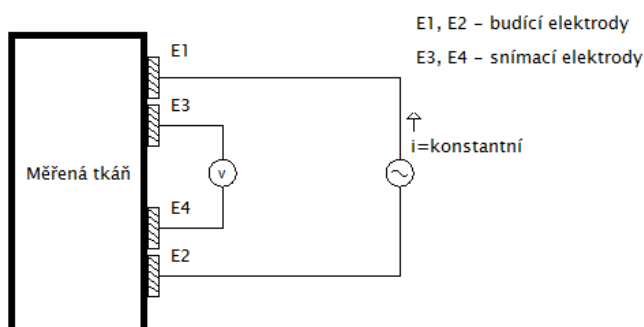 E1, E2 – budící elektrody
E3, E4 – snímací elektrody
E1
E3
i=konstantní
Měřená tkáň
V
E4
E2